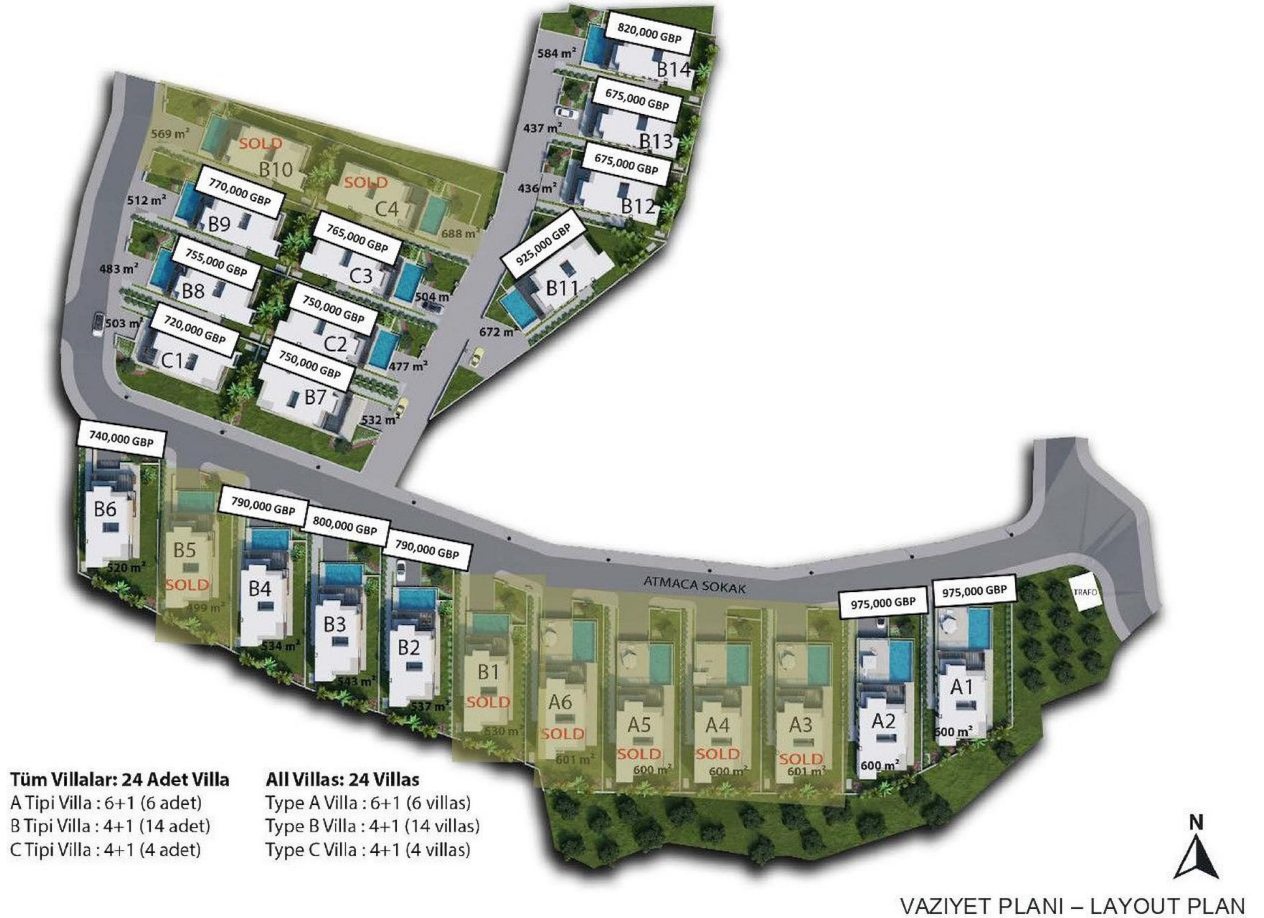 820,000 GBP
584 m²
B14
675,000 GBP
437 m²
B13
675,000 GBP
436 m²
B12
925,000 GBP
B11
672 m²
569 m²
SOLD
B10
SOLD
C4
688 m²
770,000 GBP
512 m²
B9
765,000 GBP
C3
504 m
755,000 GBP
483 m²
B8
750,000 GBP
C2
477 m²
720,000 GBP
503 m²
C1
750,000 GBP
B7
532 m²
740,000 GBP
B6
520 m²
B5
SOLD
499 m²
790,000 GBP
B4
534 m²
800,000 GBP
B3
543 m²
790,000 GBP
B2
537 m²
B1
SOLD
530 m²
ATMACA SOKAK
A6
SOLD
601 m²
A5
SOLD
600 m²
A4
SOLD
600 m²
A3
SOLD
601 m²
975,000 GBP
A2
600 m²
975,000 GBP
A1
600 m²
TRAFO
Tüm Villalar: 24 Adet Villa
A Tipi Villa : 6+1 (6 adet)
B Tipi Villa : 4+1 (14 adet)
C Tipi Villa : 4+1 (4 adet)
All Villas: 24 Villas
Type A Villa : 6+1 (6 villas)
Type B Villa : 4+1 (14 villas)
Type C Villa : 4+1 (4 villas)
N
VAZIYET PLANI – LAYOUT PLAN